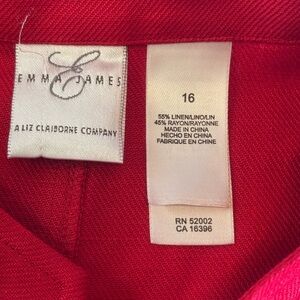 E
EMMA JAMES
A LIZ CLAIBORNE COMPANY
16
55% LINEN/LINO/LIN
45% RAYON/RAYONNE
MADE IN CHINA
HECHO EN CHINA
FABRIQUE EN CHINE
RN 52002
CA 16396